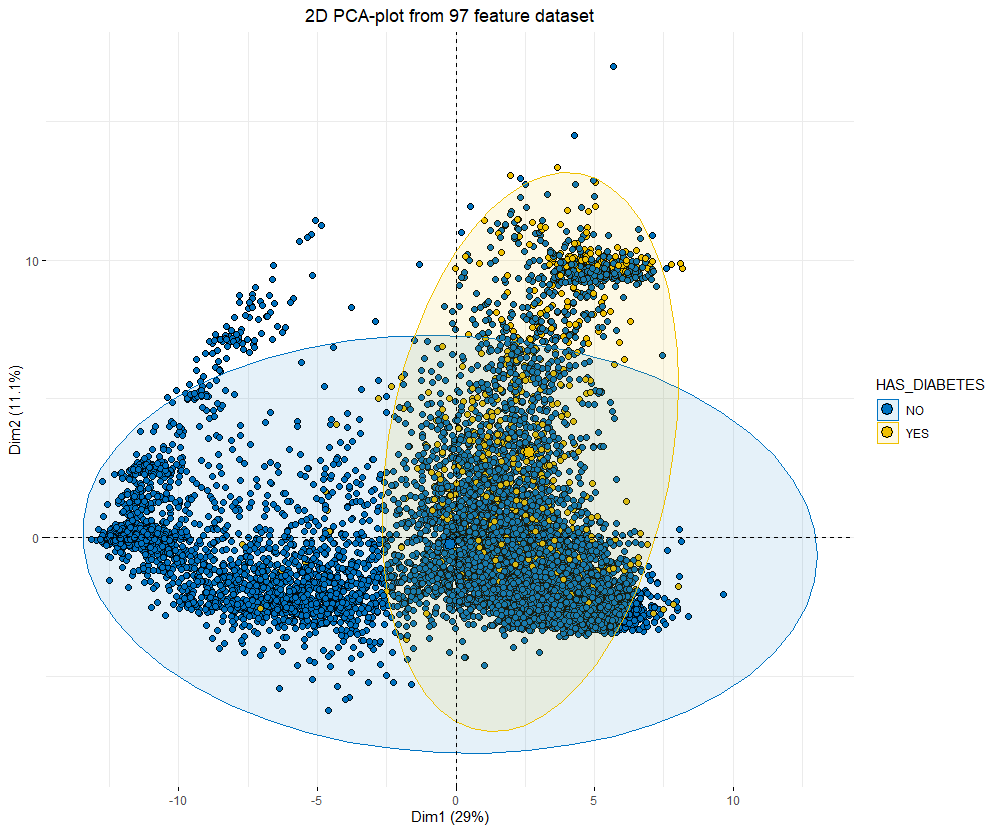 2D PCA-plot from 97 feature dataset
Dim2 (11.1%)
10
0
-10
-5
0
5
10
Dim1 (29%)
HAS_DIABETES
NO
YES